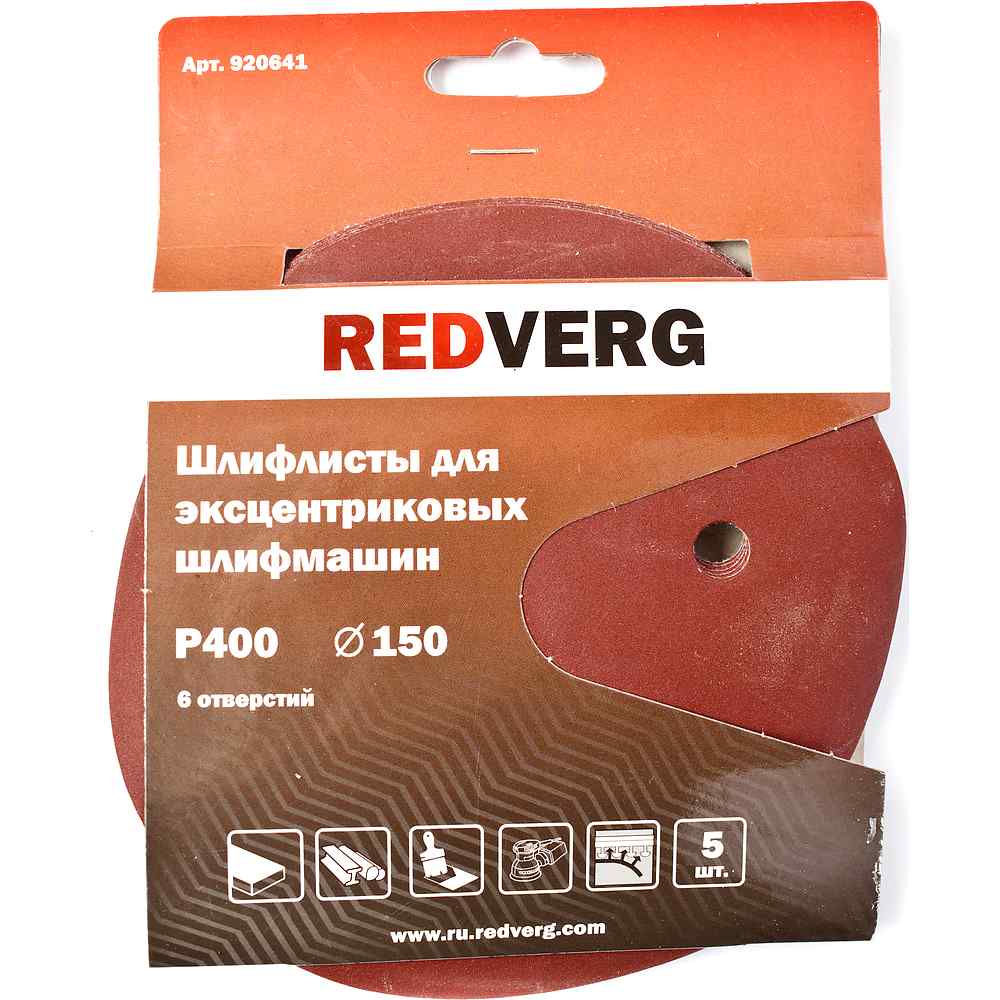 Арт. 920641
REDVERG
Шлифлисты для
эксцентриковых
шлифмашин
P400 ⌀150
6 отверстий
5
шт.
www.ru.redverg.com